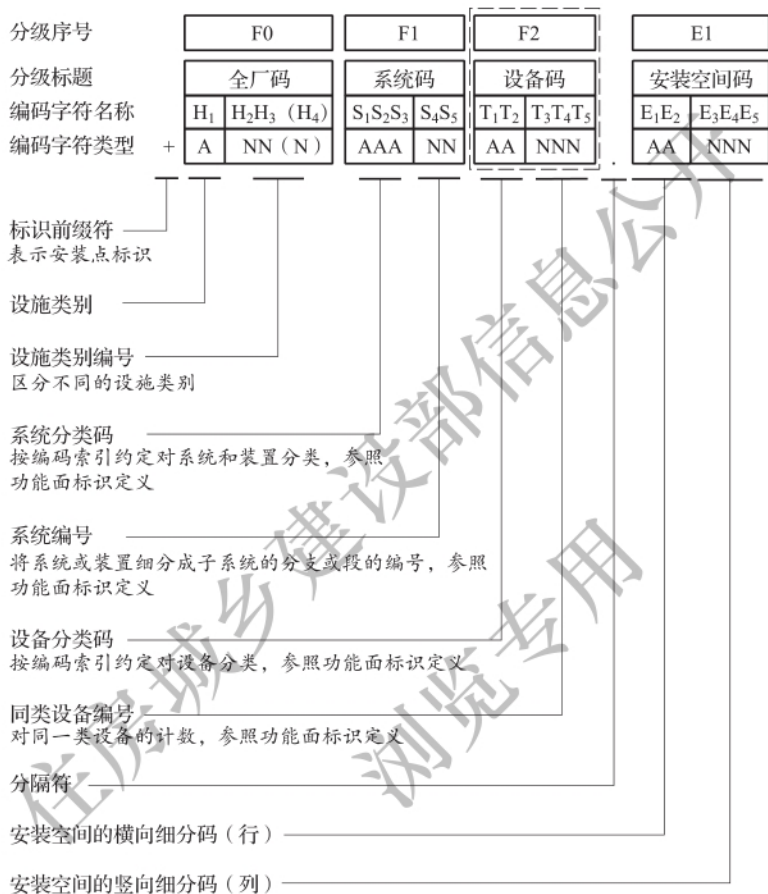 分级序号 F0 F1 F2 E1
分级标题 全厂码 系统码 设备码 安装空间码
编码字符名称 H₁ H₂H₃（H₄） S₁S₂S₃ S₄S₅ T₁T₂ T₃T₄T₅ E₁E₂ E₃E₄E₅
编码字符类型 + A NN（N） AAA NN AA NNN . AA NNN
标识前缀符
表示安装点标识
设施类别
设施类别编号
区分不同的设施类别
系统分类码
按编码索引约定对系统和装置分类，参照
功能面标识定义
系统编号
将系统或装置细分成子系统的分支或段的编号，参照
功能面标识定义
设备分类码
按编码索引约定对设备分类，参照功能面标识定义
同类设备编号
对同一类设备的计数，参照功能面标识定义
分隔符
安装空间的横向细分码（行）
安装空间的竖向细分码（列）
住房城乡建设部信息公开
浏览专用